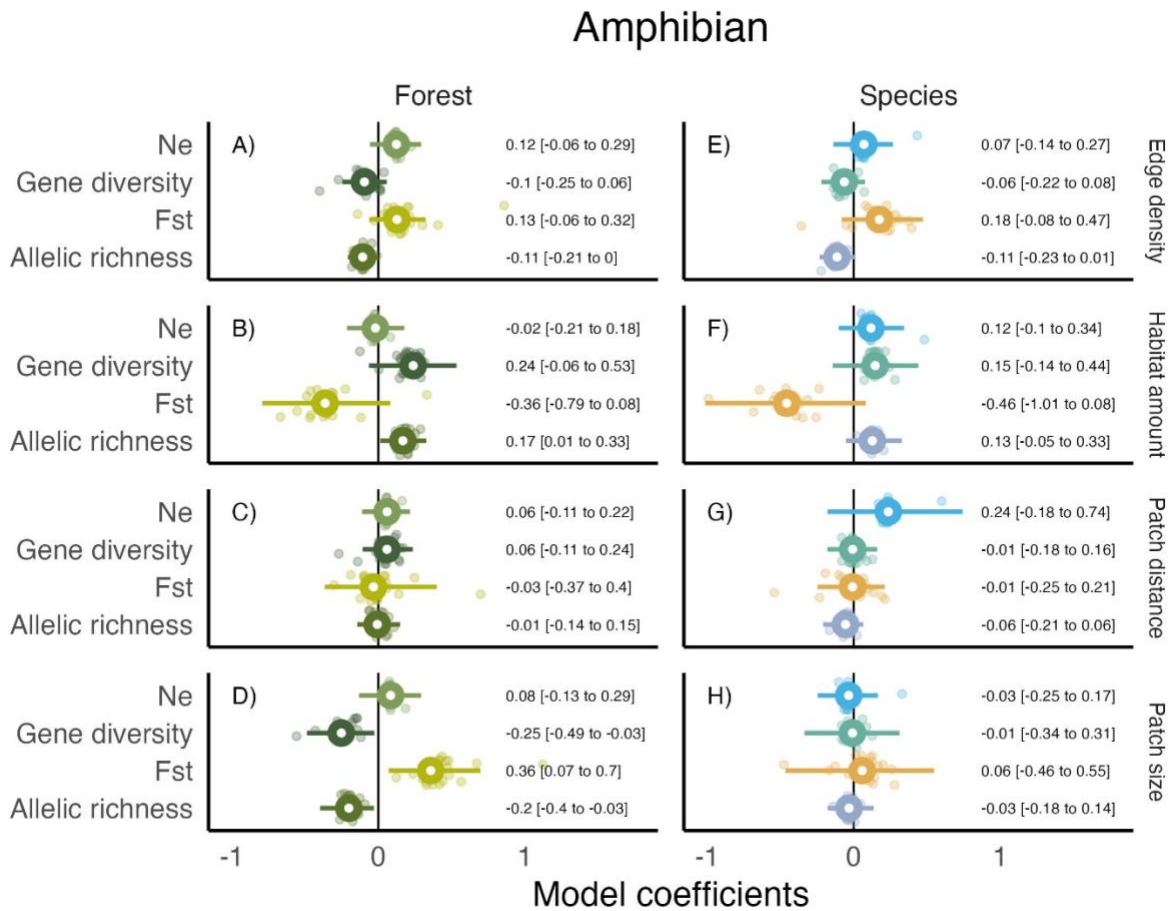 Amphibian
Forest
Species
A)
Ne
0.12 [-0.06 to 0.29]
Gene diversity
-0.1 [-0.25 to 0.06]
Fst
0.13 [-0.06 to 0.32]
Allelic richness
-0.11 [-0.21 to 0]
E)
0.07 [-0.14 to 0.27]
-0.06 [-0.22 to 0.08]
0.18 [-0.08 to 0.47]
-0.11 [-0.23 to 0.01]
Edge density
B)
Ne
-0.02 [-0.21 to 0.18]
Gene diversity
0.24 [-0.06 to 0.53]
Fst
-0.36 [-0.79 to 0.08]
Allelic richness
0.17 [0.01 to 0.33]
F)
0.12 [-0.1 to 0.34]
0.15 [-0.14 to 0.44]
-0.46 [-1.01 to 0.08]
0.13 [-0.05 to 0.33]
Habitat amount
C)
Ne
0.06 [-0.11 to 0.22]
Gene diversity
0.06 [-0.11 to 0.24]
Fst
-0.03 [-0.37 to 0.4]
Allelic richness
-0.01 [-0.14 to 0.15]
G)
0.24 [-0.18 to 0.74]
-0.01 [-0.18 to 0.16]
-0.01 [-0.25 to 0.21]
-0.06 [-0.21 to 0.06]
Patch distance
D)
Ne
0.08 [-0.13 to 0.29]
Gene diversity
-0.25 [-0.49 to -0.03]
Fst
0.36 [0.07 to 0.7]
Allelic richness
-0.2 [-0.4 to -0.03]
H)
-0.03 [-0.25 to 0.17]
-0.01 [-0.34 to 0.31]
0.06 [-0.46 to 0.55]
-0.03 [-0.18 to 0.14]
Patch size
-1 0 1
-1 0 1
Model coefficients